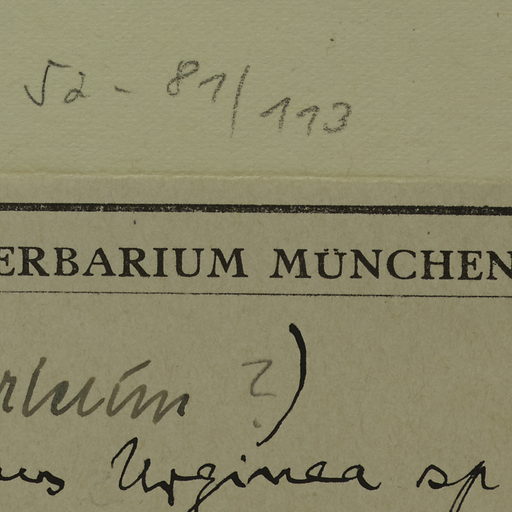 52 - 81/113
ERBARIUM MÜNCHEN
?)
Urginea sp